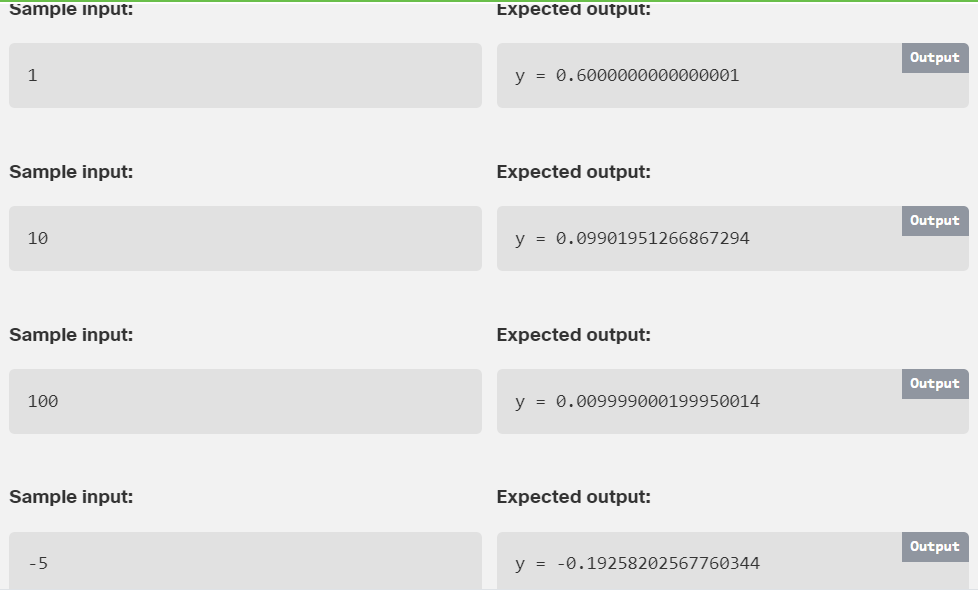 Sample input:
Expected output:
1
Output
y = 0.6000000000000001
Sample input:
Expected output:
10
Output
y = 0.09901951266867294
Sample input:
Expected output:
100
Output
y = 0.009999000199950014
Sample input:
Expected output:
-5
Output
y = -0.19258202567760344